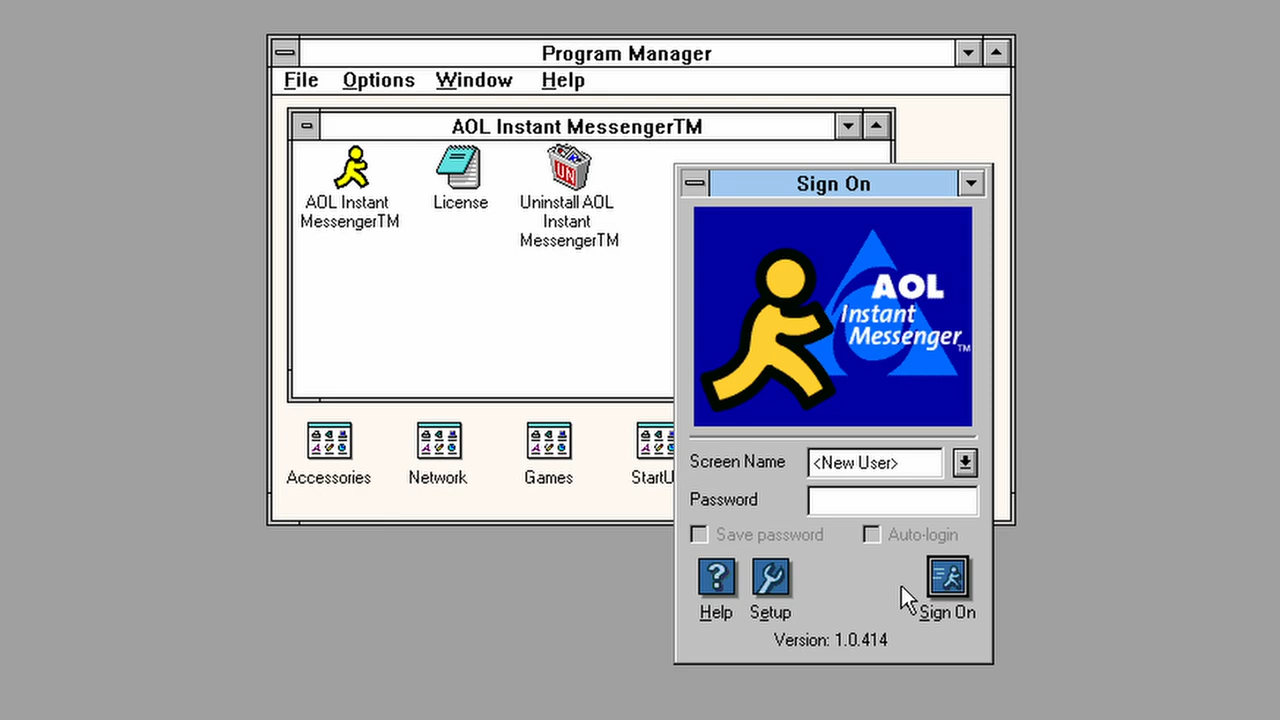 Program Manager
File Options Window Help
AOL Instant MessengerTM
AOL Instant
MessengerTM
License
Uninstall AOL
Instant
MessengerTM
UN
Accessories
Network
Games
StartU
Sign On
AOL
Instant
Messenger
TM
Screen Name
<New User>
Password
Save password
Auto-login
Help
Setup
Sign On
Version: 1.0.414